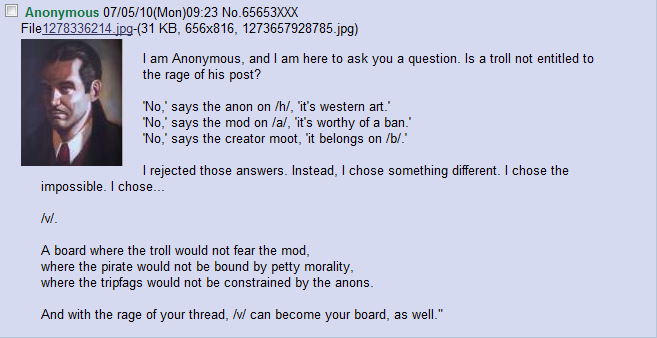 Anonymous 07/05/10(Mon)09:23 No.65653XXX
File1278336214.jpg-(31 KB, 656x816, 1273657928785.jpg)
I am Anonymous, and I am here to ask you a question. Is a troll not entitled to
the rage of his post?
'No,' says the anon on /h/, 'it's western art.'
'No,' says the mod on /a/, 'it's worthy of a ban.'
'No,' says the creator moot, 'it belongs on /b/.'
I rejected those answers. Instead, I chose something different. I chose the
impossible. I chose...
/v/.
A board where the troll would not fear the mod,
where the pirate would not be bound by petty morality,
where the tripfags would not be constrained by the anons.
And with the rage of your thread, /v/ can become your board, as well."